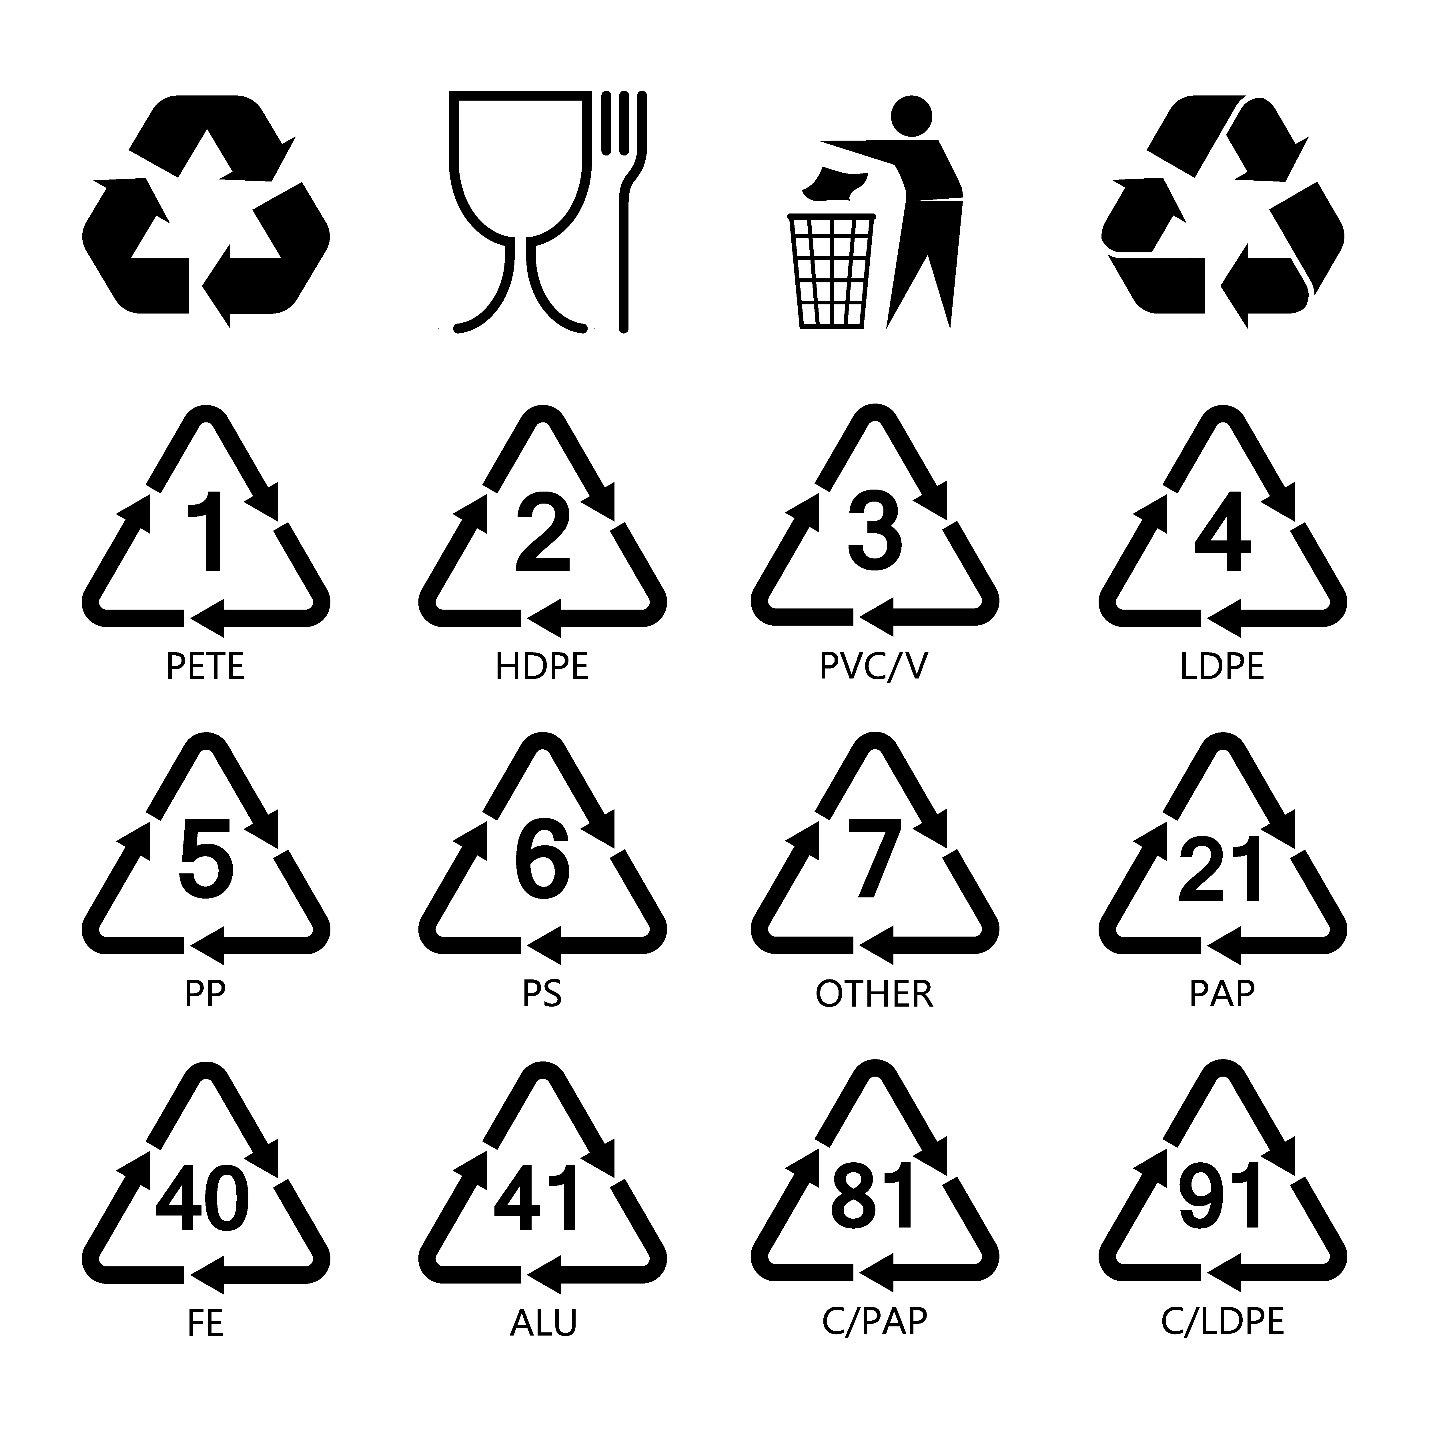 1
PETE
2
HDPE
3
PVC/V
4
LDPE
5
PP
6
PS
7
OTHER
21
PAP
40
FE
41
ALU
81
C/PAP
91
C/LDPE